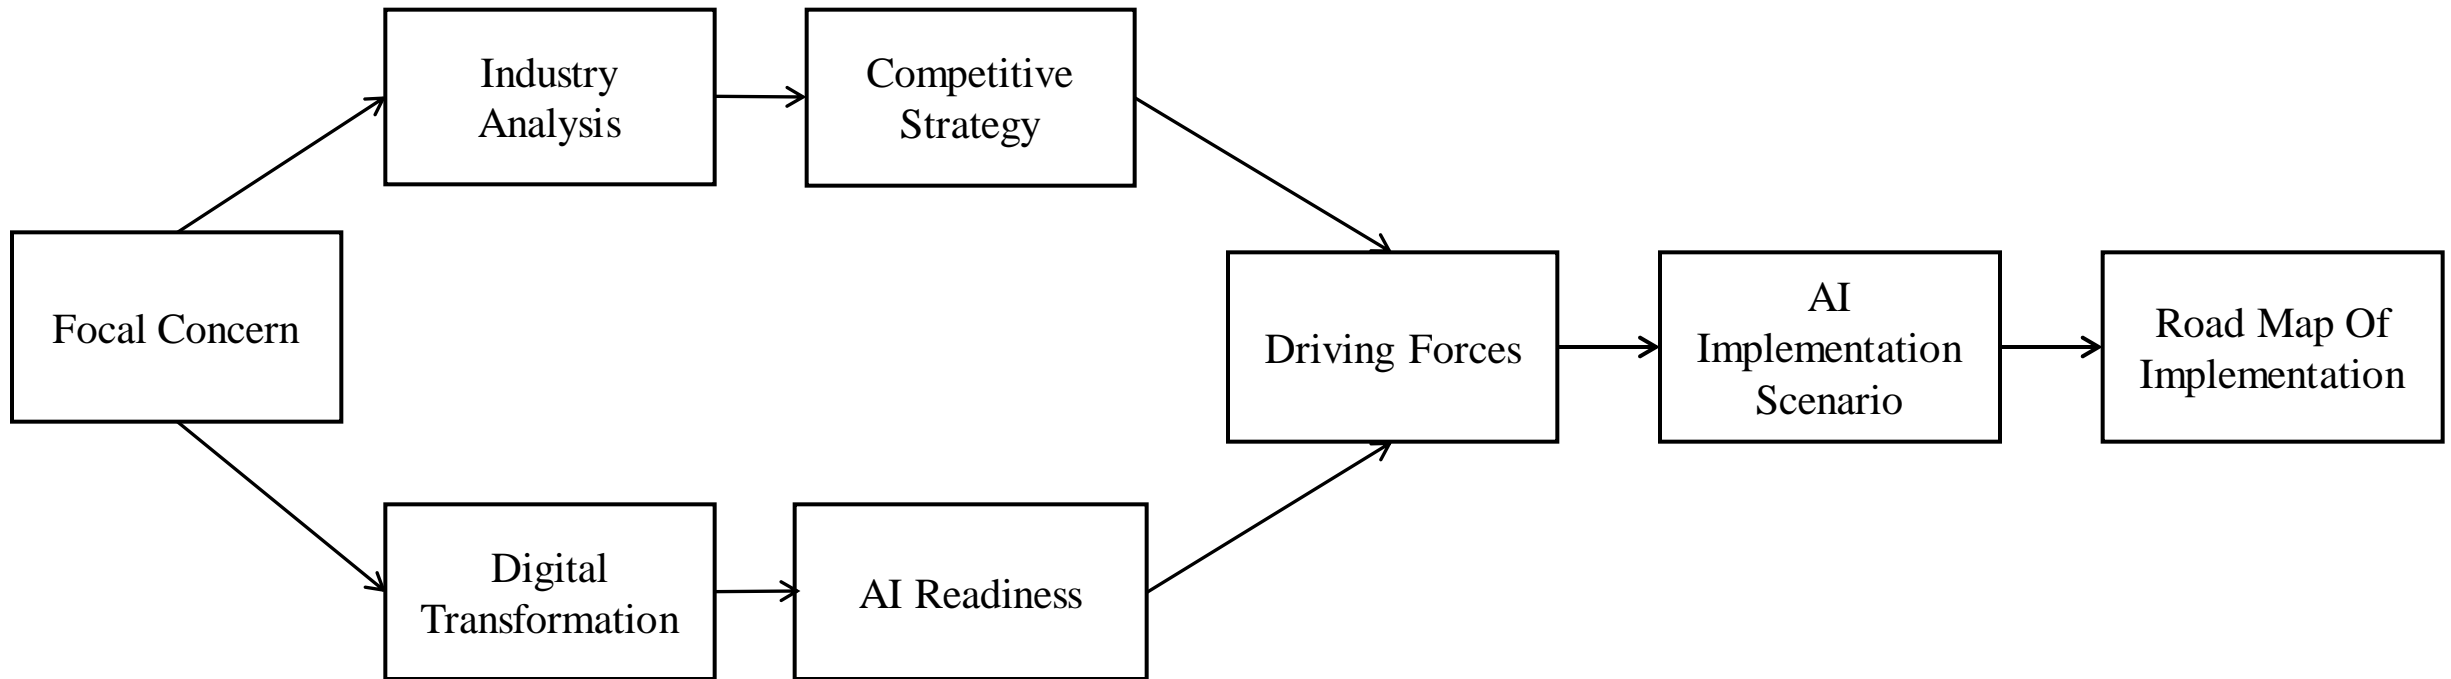 Industry
Analysis
Competitive
Strategy
Focal Concern
Driving Forces
AI
Implementation
Scenario
Road Map Of
Implementation
Digital
Transformation
AI Readiness